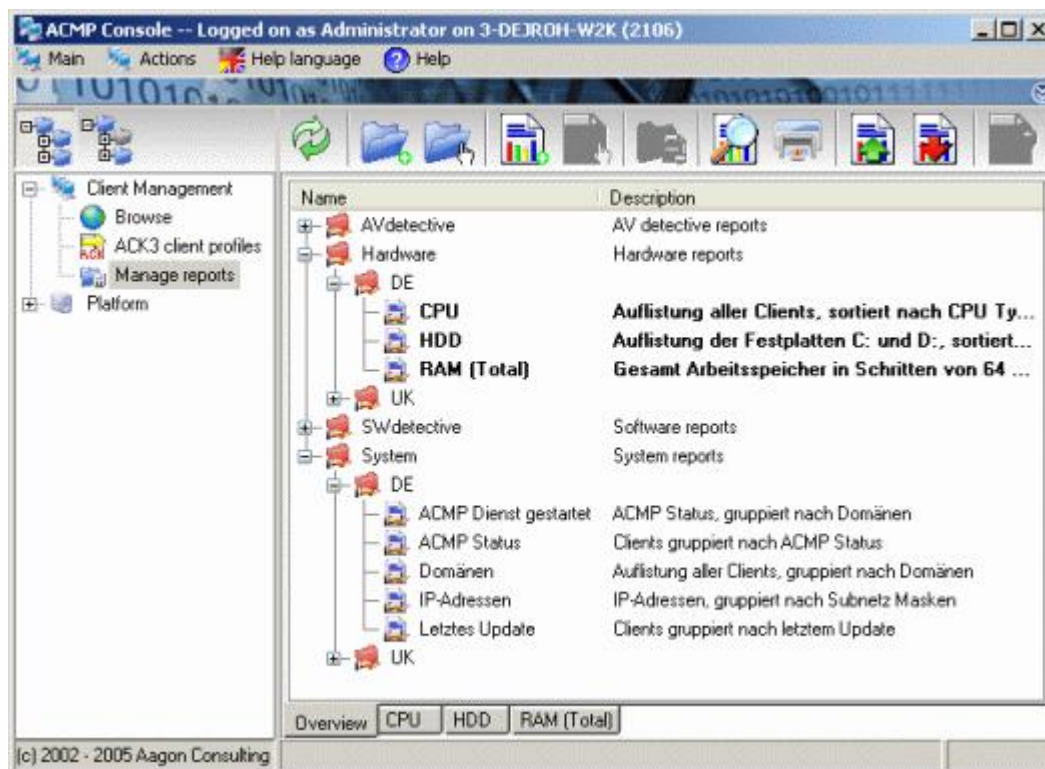 ACMP Console -- Logged on as Administrator on 3-DEJROH-W2K (2106)
Main Actions Help language Help
Client Management
Browse
ACK3 client profiles
Manage reports
Platform
Name Description
AVdetective AV detective reports
Hardware Hardware reports
DE
CPU Auflistung aller Clients, sortiert nach CPU Ty...
HDD Auflistung der Festplatten C: und D:, sortiert...
RAM (Total) Gesamt Arbeitsspeicher in Schritten von 64 ...
UK
SWdetective Software reports
System System reports
DE
ACMP Dienst gestartet ACMP Status, gruppiert nach Domänen
ACMP Status Clients gruppiert nach ACMP Status
Domänen Auflistung aller Clients, gruppiert nach Domänen
IP-Adressen IP-Adressen, gruppiert nach Subnetz Masken
Letztes Update Clients gruppiert nach letztem Update
UK
Overview CPU HDD RAM (Total)
(c) 2002 - 2005 Aagon Consulting